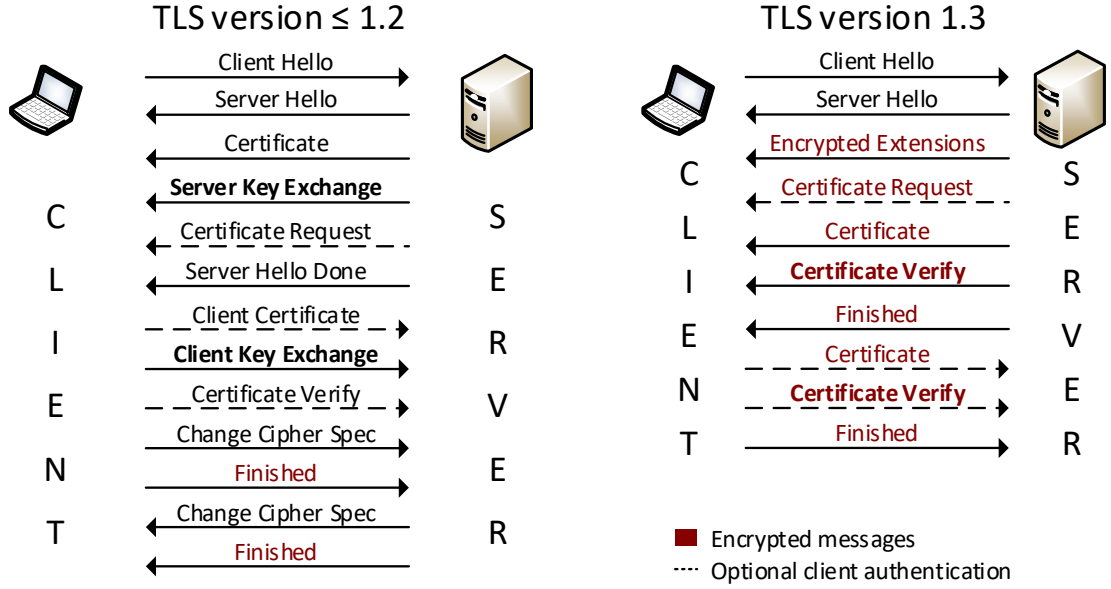 TLS version ≤ 1.2
Client Hello
Server Hello
Certificate
Server Key Exchange
Certificate Request
Server Hello Done
Client Certificate
Client Key Exchange
Certificate Verify
Change Cipher Spec
Finished
Change Cipher Spec
Finished
C
L
I
E
N
T
S
E
R
V
E
R
TLS version 1.3
Client Hello
Server Hello
Encrypted Extensions
Certificate Request
Certificate
Certificate Verify
Finished
Certificate
Certificate Verify
Finished
C
L
I
E
N
T
S
E
R
V
E
R
Encrypted messages
Optional client authentication